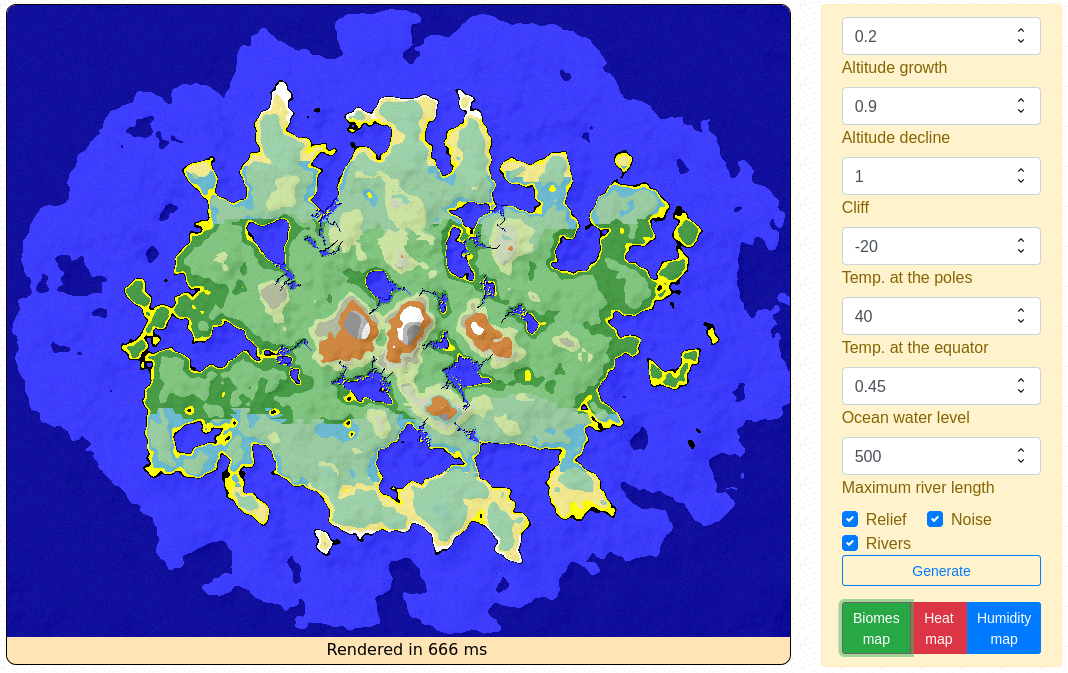 Rendered in 666 ms
0.2
Altitude growth
0.9
Altitude decline
1
Cliff
-20
Temp. at the poles
40
Temp. at the equator
0.45
Ocean water level
500
Maximum river length
Relief Noise
Rivers
Generate
Biomes map
Heat map
Humidity map